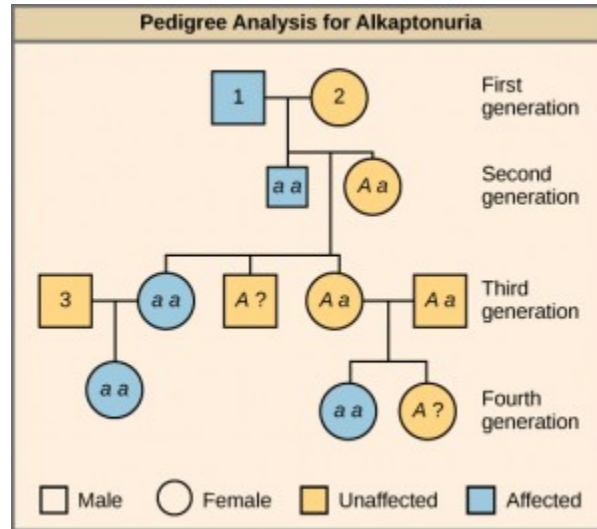 Pedigree Analysis for Alkaptonuria
1
2
First
generation
a a
A a
Second
generation
3
a a
A ?
A a
A a
Third
generation
a a
a a
A ?
Fourth
generation
Male
Female
Unaffected
Affected